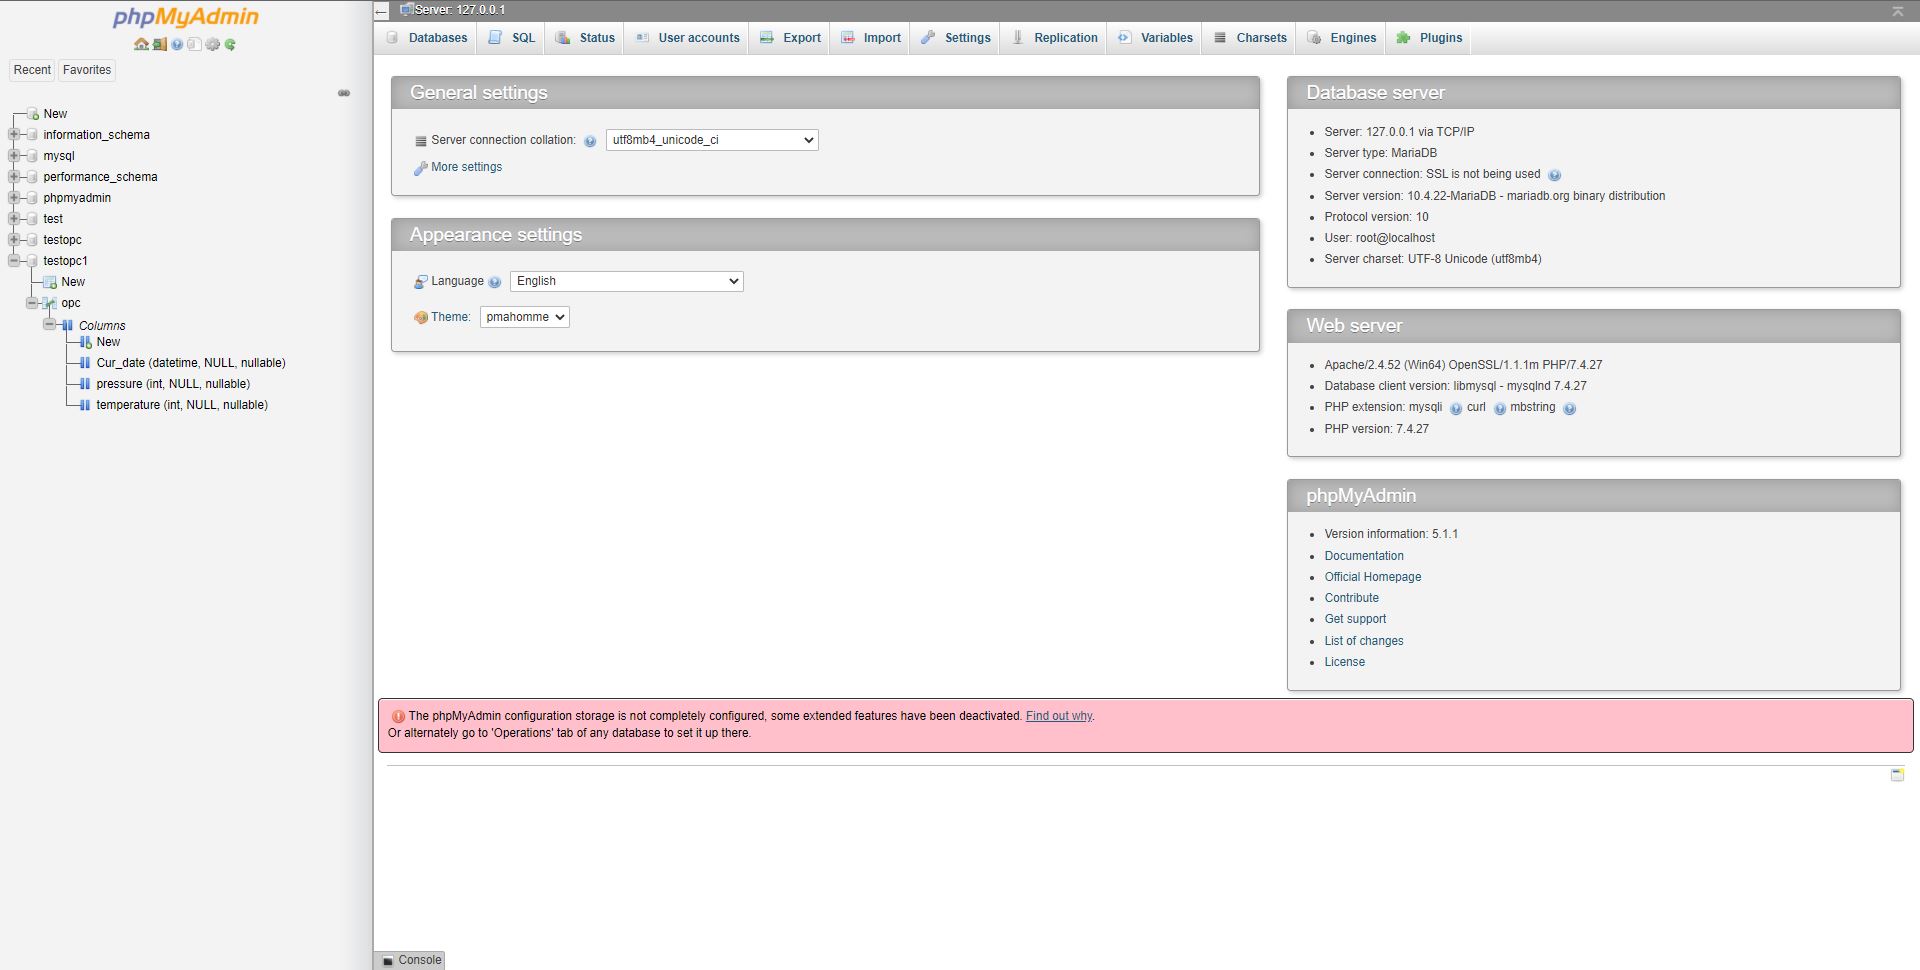 phpMyAdmin
Recent Favorites
New
information_schema
mysql
performance_schema
phpmyadmin
test
testopc
testopc1
New
opc
Columns
New
Cur_date (datetime, NULL, nullable)
pressure (int, NULL, nullable)
temperature (int, NULL, nullable)
Server: 127.0.0.1
Databases SQL Status User accounts Export Import Settings Replication Variables Charsets Engines Plugins
General settings
Server connection collation: utf8mb4_unicode_ci
More settings
Appearance settings
Language English
Theme: pmahomme
Database server
Server: 127.0.0.1 via TCP/IP
Server type: MariaDB
Server connection: SSL is not being used
Server version: 10.4.22-MariaDB - mariadb.org binary distribution
Protocol version: 10
User: root@localhost
Server charset: UTF-8 Unicode (utf8mb4)
Web server
Apache/2.4.52 (Win64) OpenSSL/1.1.1m PHP/7.4.27
Database client version: libmysql - mysqlnd 7.4.27
PHP extension: mysqli curl mbstring
PHP version: 7.4.27
phpMyAdmin
Version information: 5.1.1
Documentation
Official Homepage
Contribute
Get support
List of changes
License
The phpMyAdmin configuration storage is not completely configured, some extended features have been deactivated. Find out why.
Or alternately go to 'Operations' tab of any database to set it up there.
Console